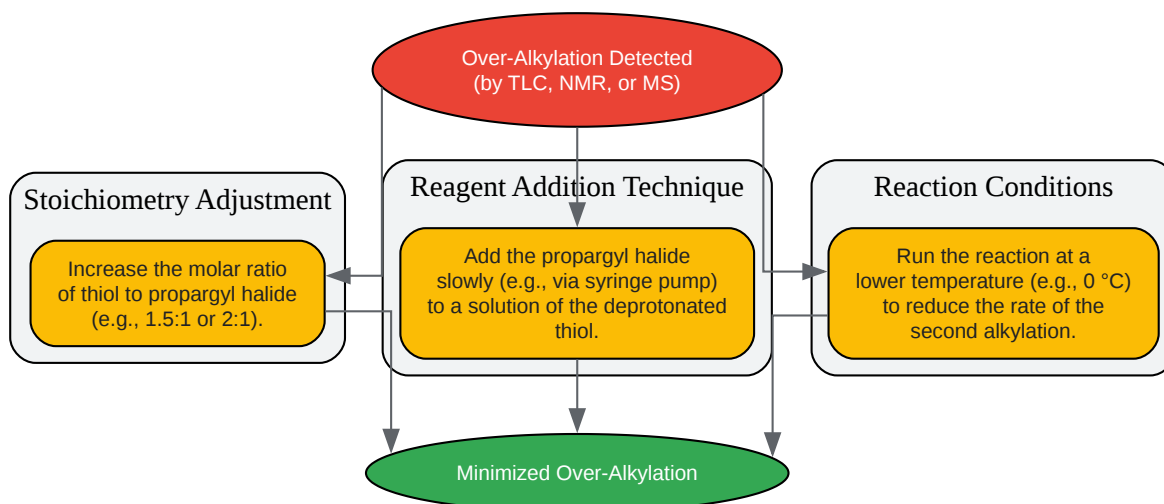 Over-Alkylation Detected
(by TLC, NMR, or MS)
Stoichiometry Adjustment
Increase the molar ratio
of thiol to propargyl halide
(e.g., 1.5:1 or 2:1).
Reagent Addition Technique
Add the propargyl halide
slowly (e.g., via syringe pump)
to a solution of the deprotonated
thiol.
Reaction Conditions
Run the reaction at a
lower temperature (e.g., 0 °C)
to reduce the rate of the
second alkylation.
Minimized Over-Alkylation